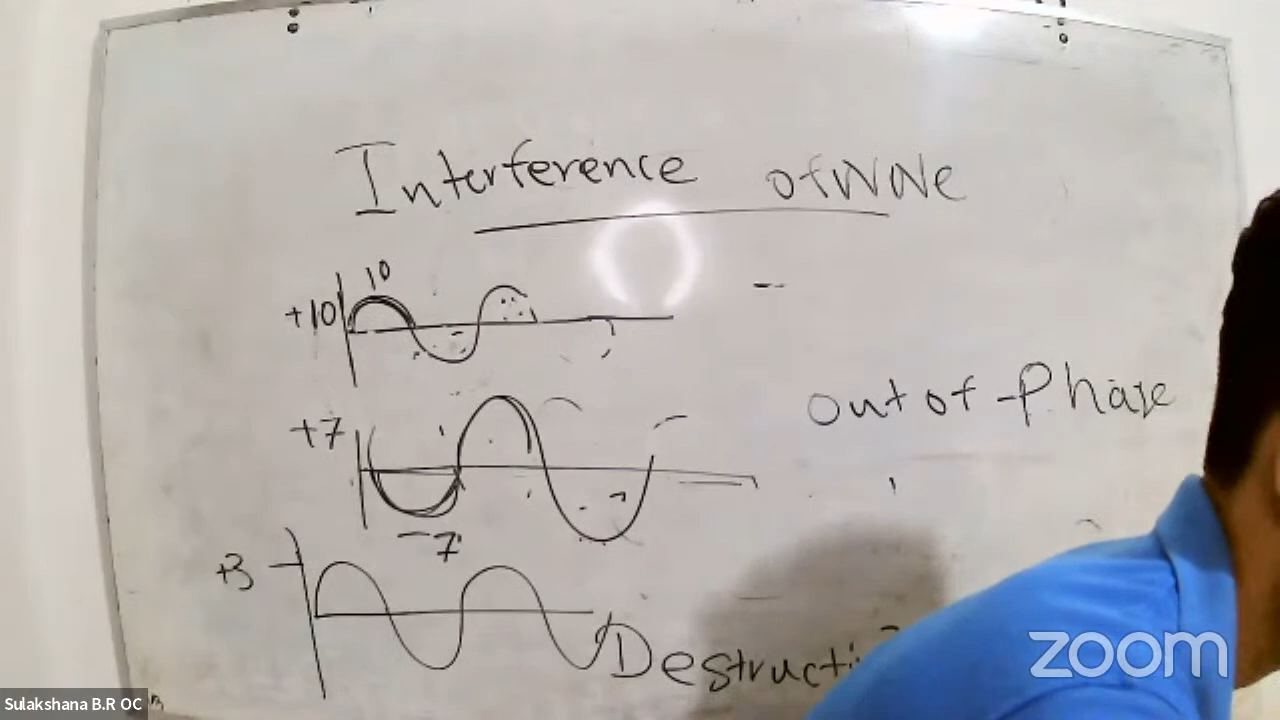 Interference of WAVe
10
+10
+7
out of -Phase
-7
+3
Destructi
zoom
Sulakshana B.R OC